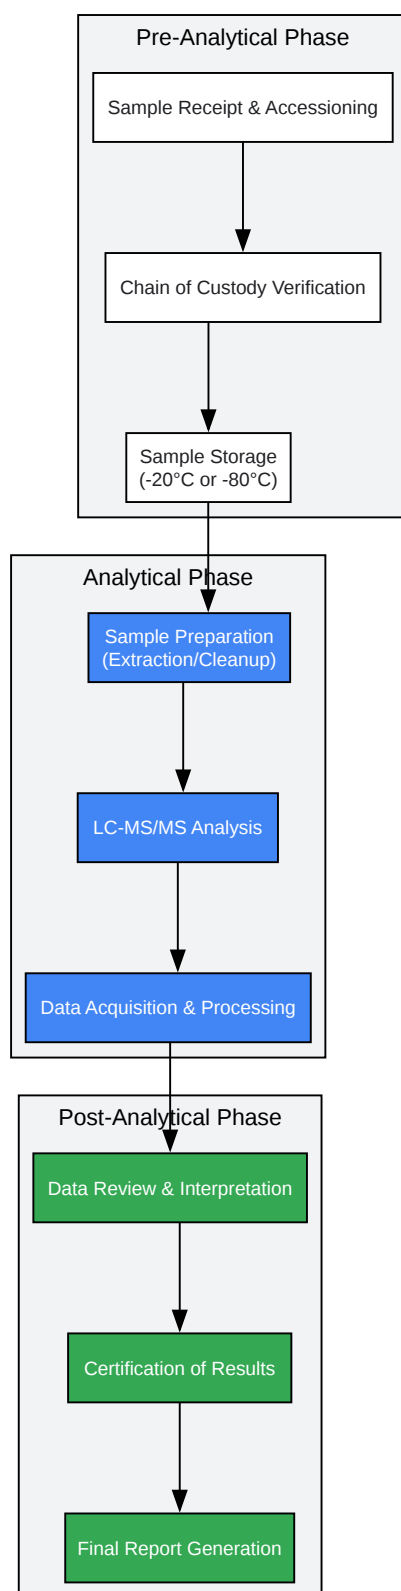 Pre-Analytical Phase
Sample Receipt & Accessioning
Chain of Custody Verification
Sample Storage
(-20°C or -80°C)
Analytical Phase
Sample Preparation
(Extraction/Cleanup)
LC-MS/MS Analysis
Data Acquisition & Processing
Post-Analytical Phase
Data Review & Interpretation
Certification of Results
Final Report Generation